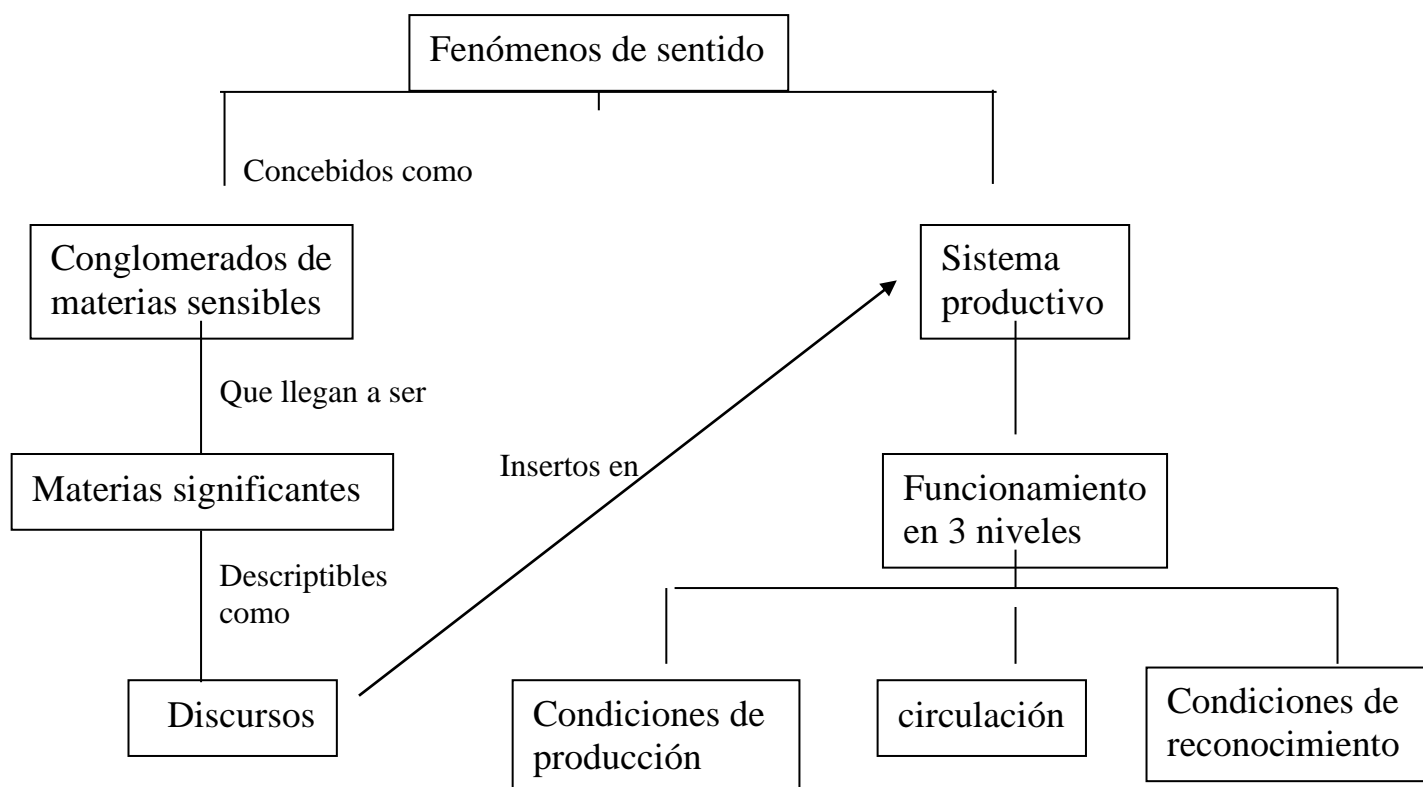 Fenómenos de sentido
Concebidos como
Conglomerados de
materias sensibles
Sistema
productivo
Que llegan a ser
Insertos en
Materias significantes
Funcionamiento
en 3 niveles
Descriptibles
como
Discursos
Condiciones de
producción
circulación
Condiciones de
reconocimiento